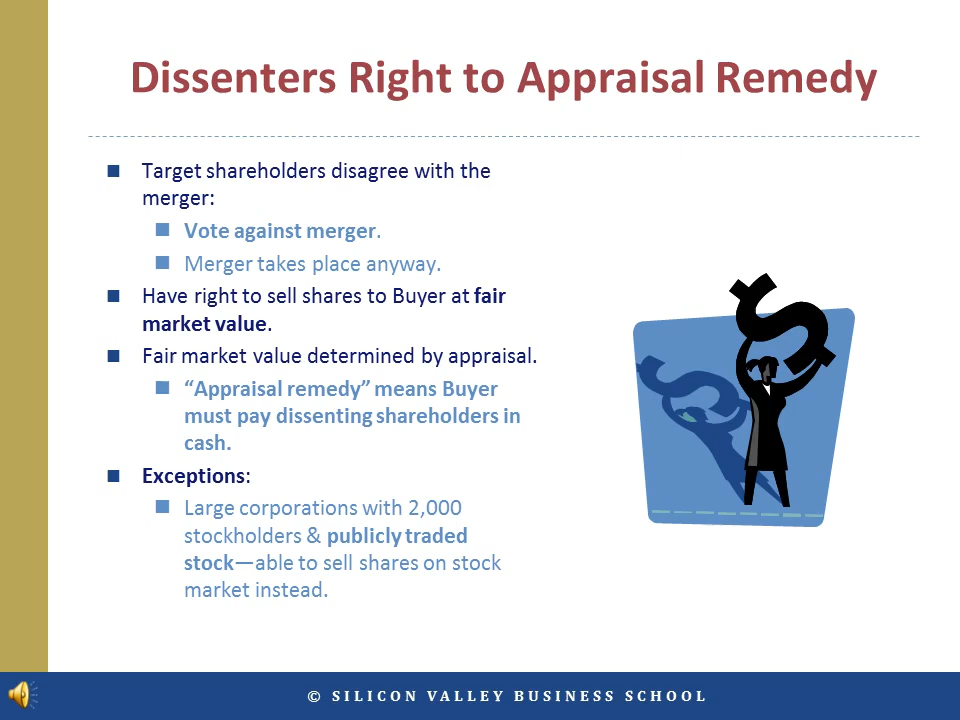 Dissenters Right to Appraisal Remedy
Target shareholders disagree with the
merger:
Vote against merger.
Merger takes place anyway.
Have right to sell shares to Buyer at fair
market value.
Fair market value determined by appraisal.
“Appraisal remedy” means Buyer
must pay dissenting shareholders in
cash.
Exceptions:
Large corporations with 2,000
stockholders & publicly traded
stock—able to sell shares on stock
market instead.
© SILICON VALLEY BUSINESS SCHOOL